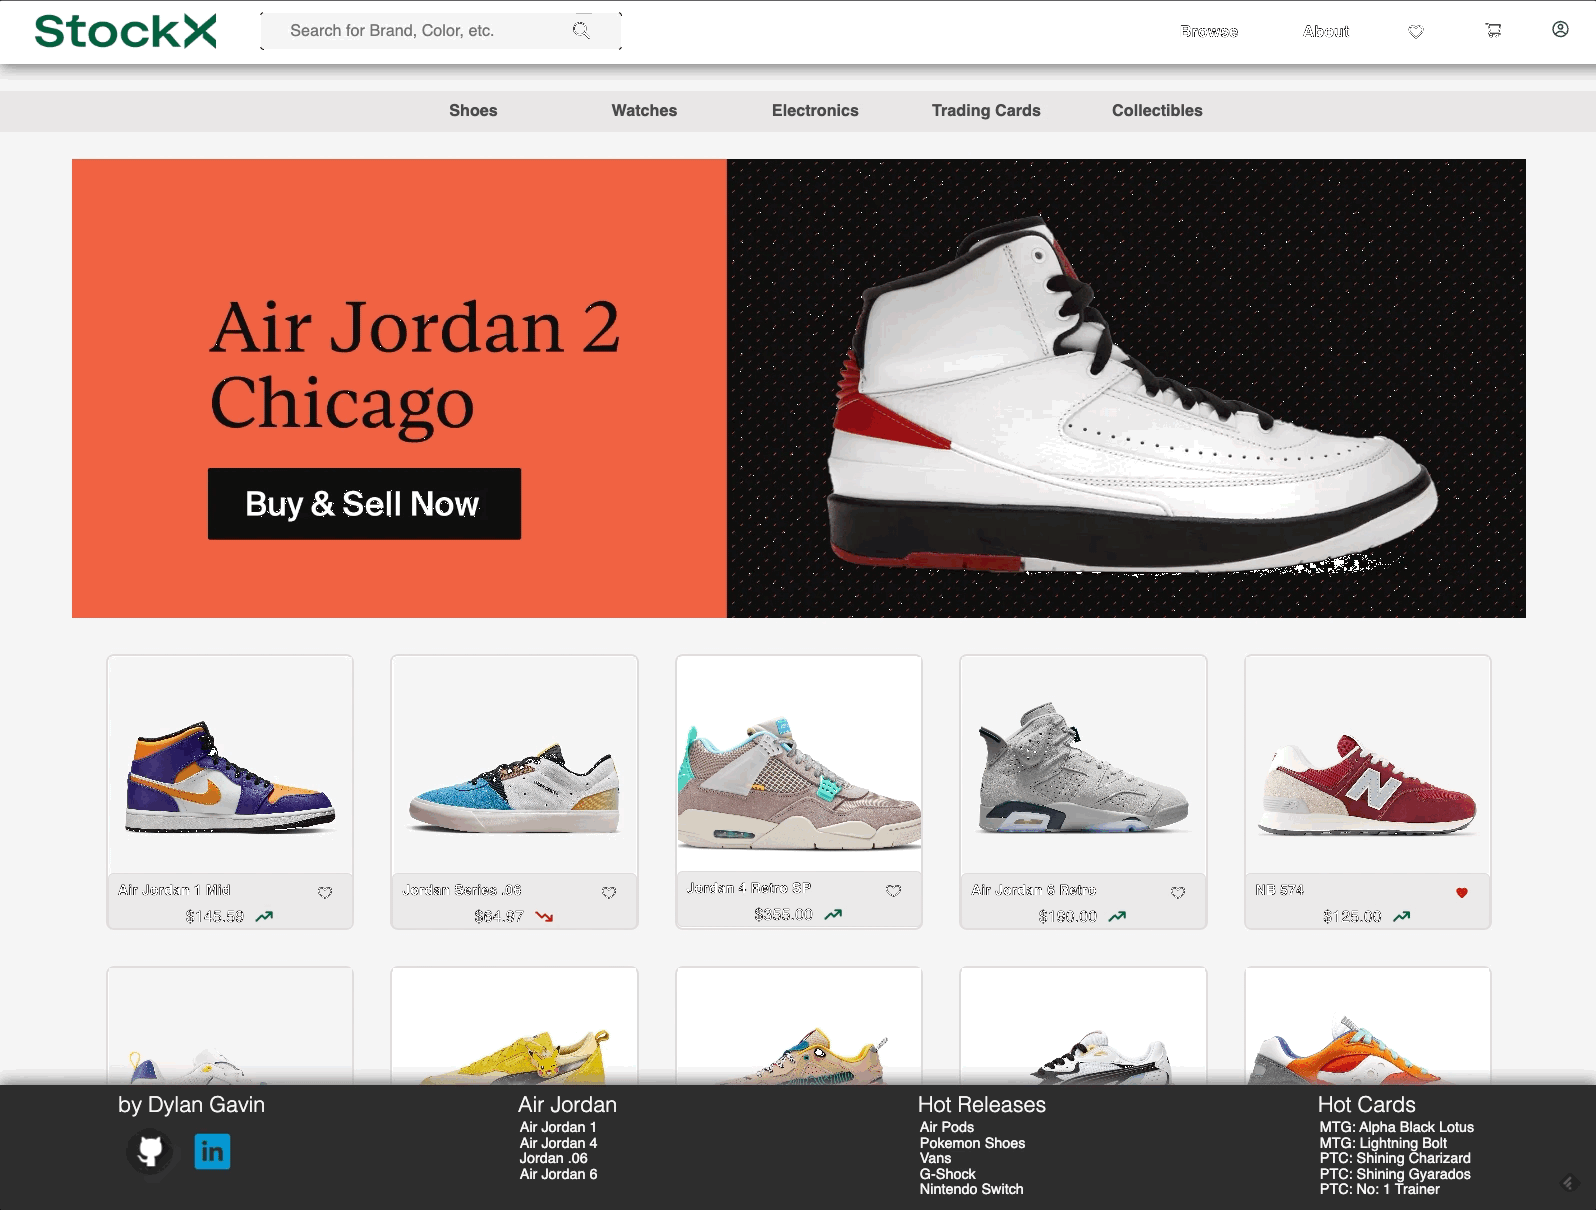 StockX
Search for Brand, Color, etc.
Browse
About
Shoes
Watches
Electronics
Trading Cards
Collectibles
Air Jordan 2
Chicago
Buy & Sell Now
Air Jordan 1 Mid
$145.59
Jordan Series .06
$64.97
Jordan 4 Retro SP
$355.00
Air Jordan 6 Retro
$190.00
NB 574
N
$125.00
by Dylan Gavin
in
Air Jordan
Air Jordan 1
Air Jordan 4
Jordan .06
Air Jordan 6
Hot Releases
Air Pods
Pokemon Shoes
Vans
G-Shock
Nintendo Switch
Hot Cards
MTG: Alpha Black Lotus
MTG: Lightning Bolt
PTC: Shining Charizard
PTC: Shining Gyarados
PTC: No: 1 Trainer